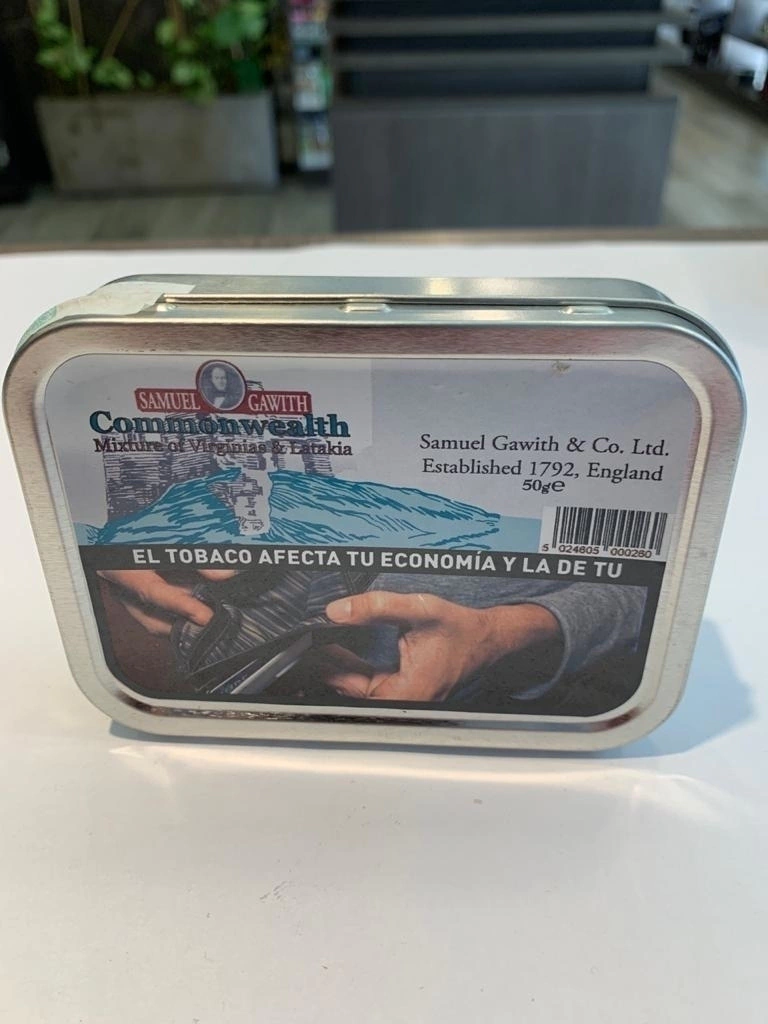 SAMUEL GAWITH
Commonwealth
Mixture of Virginias & Latakia
Samuel Gawith & Co. Ltd.
Established 1792, England
50g℮
5 024605 000260
EL TOBACO AFECTA TU ECONOMÍA Y LA DE TU